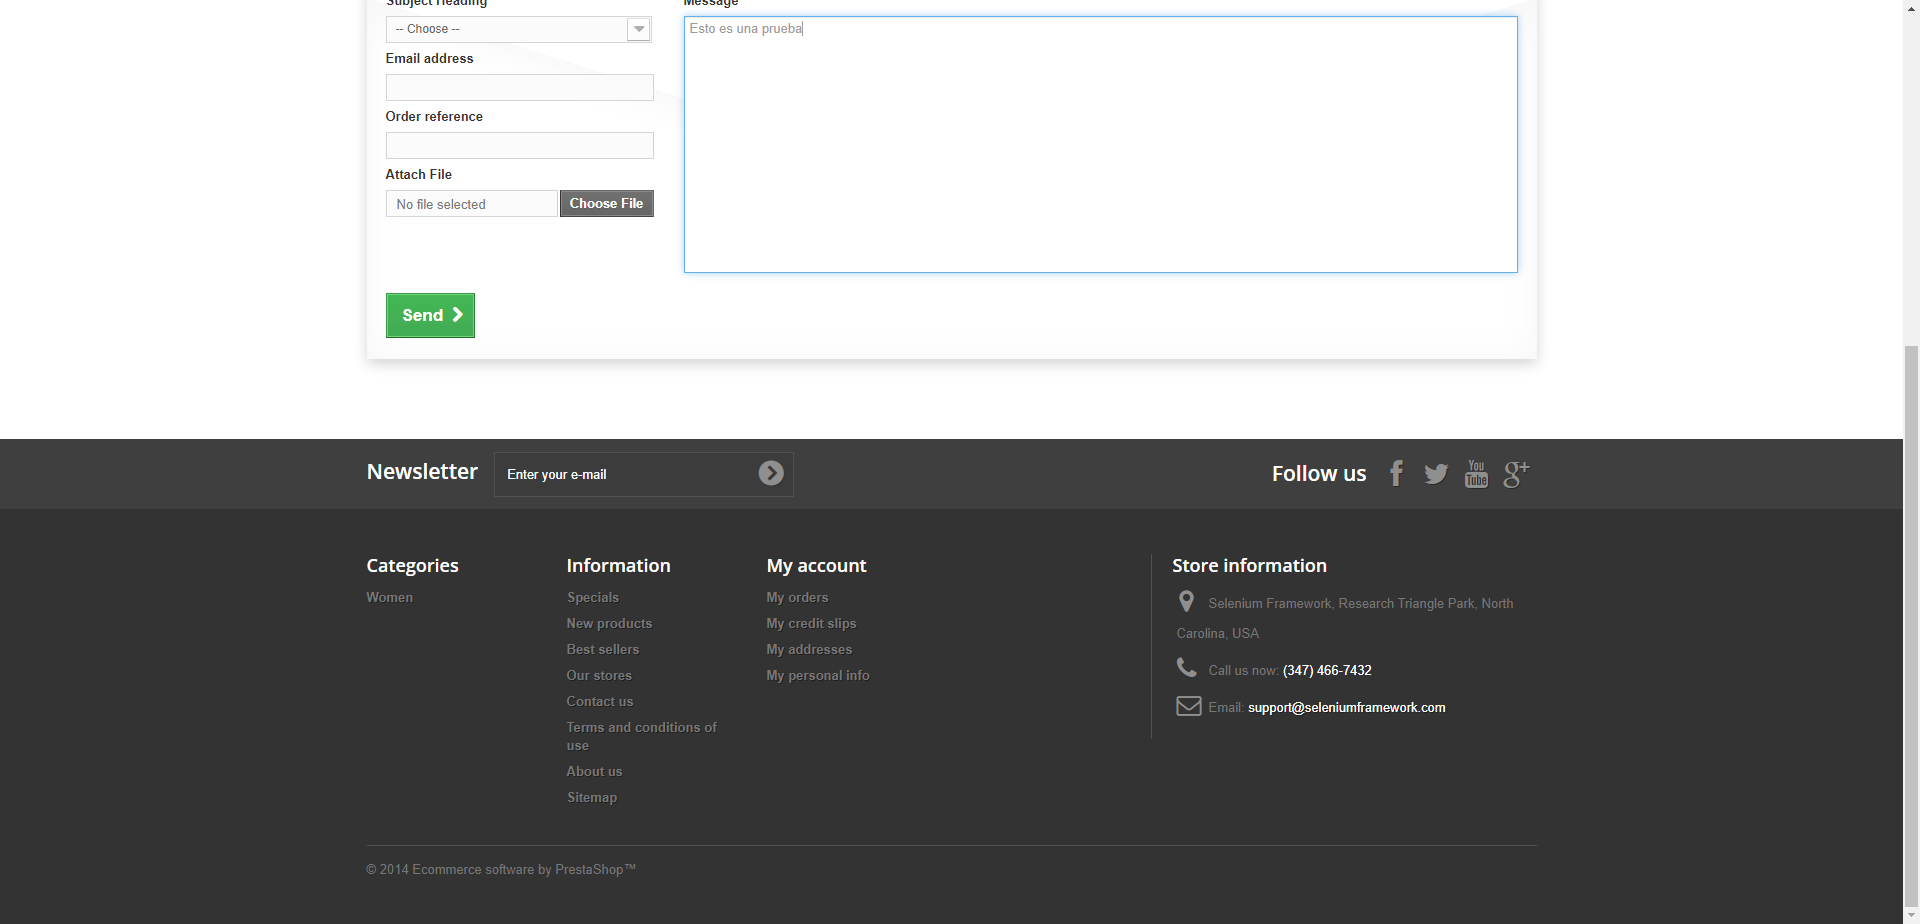 Subject Heading
-- Choose --
Email address
Order reference
Attach File
No file selected
Choose File
Message
Esto es una prueba
Send
Newsletter
Enter your e-mail
Follow us
You
Tube
g+
Categories
Women
Information
Specials
New products
Best sellers
Our stores
Contact us
Terms and conditions of
use
About us
Sitemap
My account
My orders
My credit slips
My addresses
My personal info
Store information
Selenium Framework, Research Triangle Park, North
Carolina, USA
Call us now: (347) 466-7432
Email: support@seleniumframework.com
© 2014 Ecommerce software by PrestaShop™